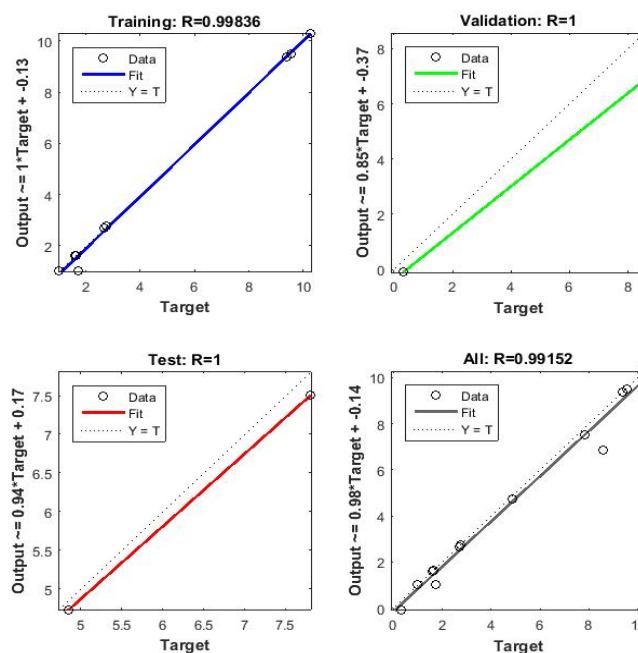 Training: R=0.99836
Output ~= 1*Target + -0.13
10
8
6
4
2
Data
Fit
Y = T
2
4
6
8
10
Target
Validation: R=1
Output ~= 0.85*Target + -0.37
8
6
4
2
0
Data
Fit
Y = T
0
2
4
6
8
Target
Test: R=1
Output ~= 0.94*Target + 0.17
7.5
7
6.5
6
5.5
5
Data
Fit
Y = T
5
5.5
6
6.5
7
7.5
Target
All: R=0.99152
Output ~= 0.98*Target + -0.14
10
8
6
4
2
0
Data
Fit
Y = T
0
2
4
6
8
10
Target